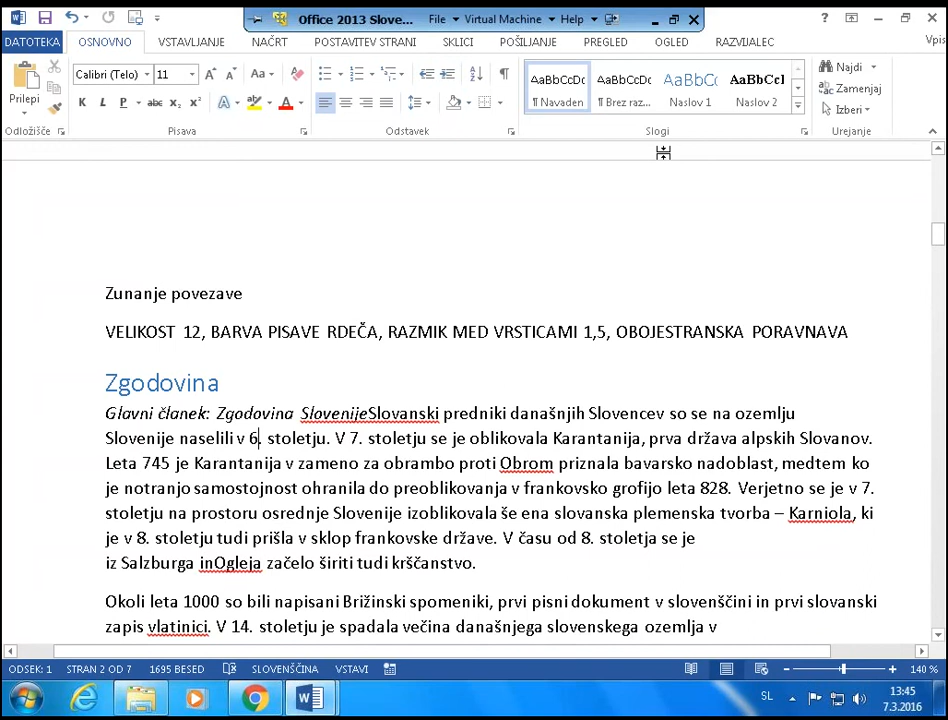 Office 2013 Slove... File Virtual Machine Help
DATOTEKA OSNOVNO VSTAVLJANJE NAČRT POSTAVITEV STRANI SKLICI POŠILJANJE PREGLED OGLED RAZVIJALEC Vpis
Prilepi
Calibri (Telo) 11
A A Aa
K L P abc x₂ x²
AaBbCcDc AaBbCcDc AaBbCc AaBbCcI
¶ Navaden ¶ Brez raz... Naslov 1 Naslov 2
Najdi
Zamenjaj
Izberi
Odložišče Pisava Odstavek Slogi Urejanje
Zunanje povezave
VELIKOST 12, BARVA PISAVE RDEČA, RAZMIK MED VRSTICAMI 1,5, OBOJESTRANSKA PORAVNAVA
Zgodovina
Glavni članek: Zgodovina SlovenijeSlovanski predniki današnjih Slovencev so se na ozemlju
Slovenije naselili v 6. stoletju. V 7. stoletju se je oblikovala Karantanija, prva država alpskih Slovanov.
Leta 745 je Karantanija v zameno za obrambo proti Obrom priznala bavarsko nadoblast, medtem ko
je notranjo samostojnost ohranila do preoblikovanja v frankovsko grofijo leta 828. Verjetno se je v 7.
stoletju na prostoru osrednje Slovenije izoblikovala še ena slovanska plemenska tvorba – Karniola, ki
je v 8. stoletju tudi prišla v sklop frankovske države. V času od 8. stoletja se je
iz Salzburga inOgleja začelo širiti tudi krščanstvo.
Okoli leta 1000 so bili napisani Brižinski spomeniki, prvi pisni dokument v slovenščini in prvi slovanski
zapis vlatinici. V 14. stoletju je spadala večina današnjega slovenskega ozemlja v
ODSEK: 1 STRAN 2 OD 7 1695 BESED SLOVENŠČINA VSTAVI 140 %
SL 13:45
7.3.2016